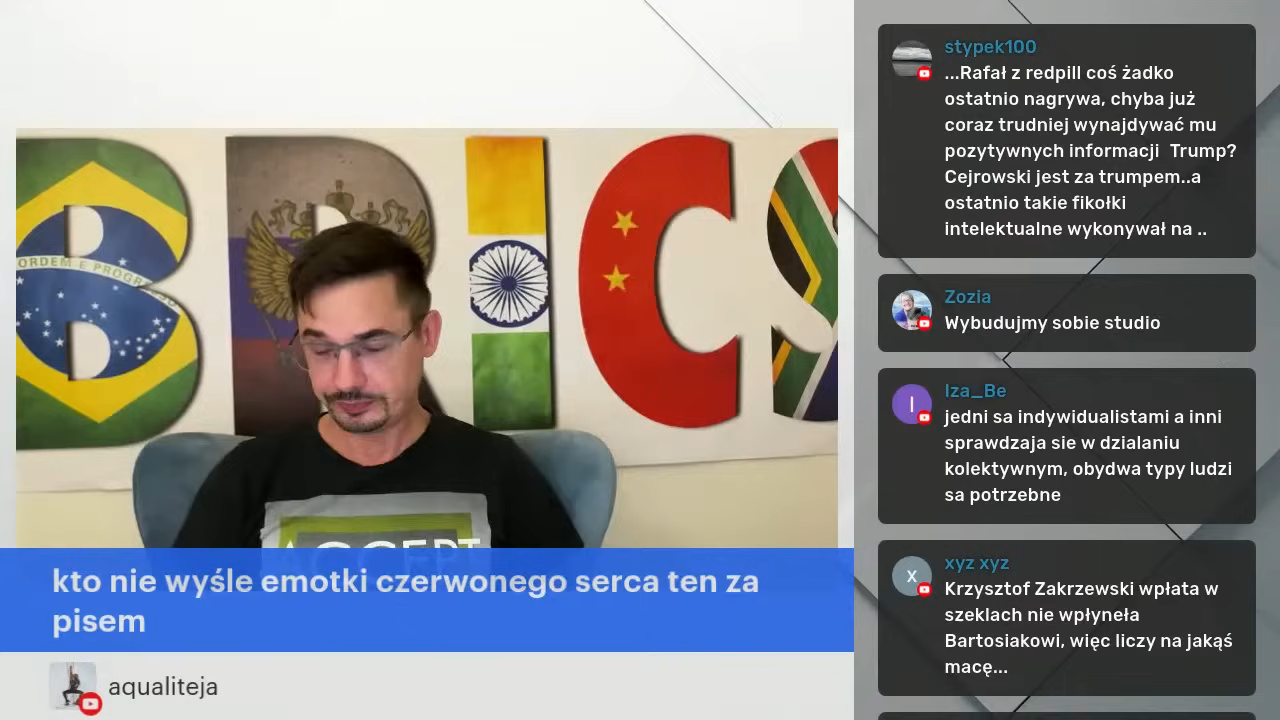 BRICS
ORDEM E PROGR
ACCEPT
kto nie wyśle emotki czerwonego serca ten za
pisem
aqualiteja
stypek100
...Rafał z redpill coś żadko
ostatnio nagrywa, chyba już
coraz trudniej wynajdywać mu
pozytywnych informacji Trump?
Cejrowski jest za trumpem..a
ostatnio takie fikołki
intelektualne wykonywał na ..
Zozia
Wybudujmy sobie studio
I
Iza_Be
jedni sa indywidualistami a inni
sprawdzaja sie w dzialaniu
kolektywnym, obydwa typy ludzi
sa potrzebne
X
xyz xyz
Krzysztof Zakrzewski wpłata w
szeklach nie wpłyneła
Bartosiakowi, więc liczy na jakąś
macę...